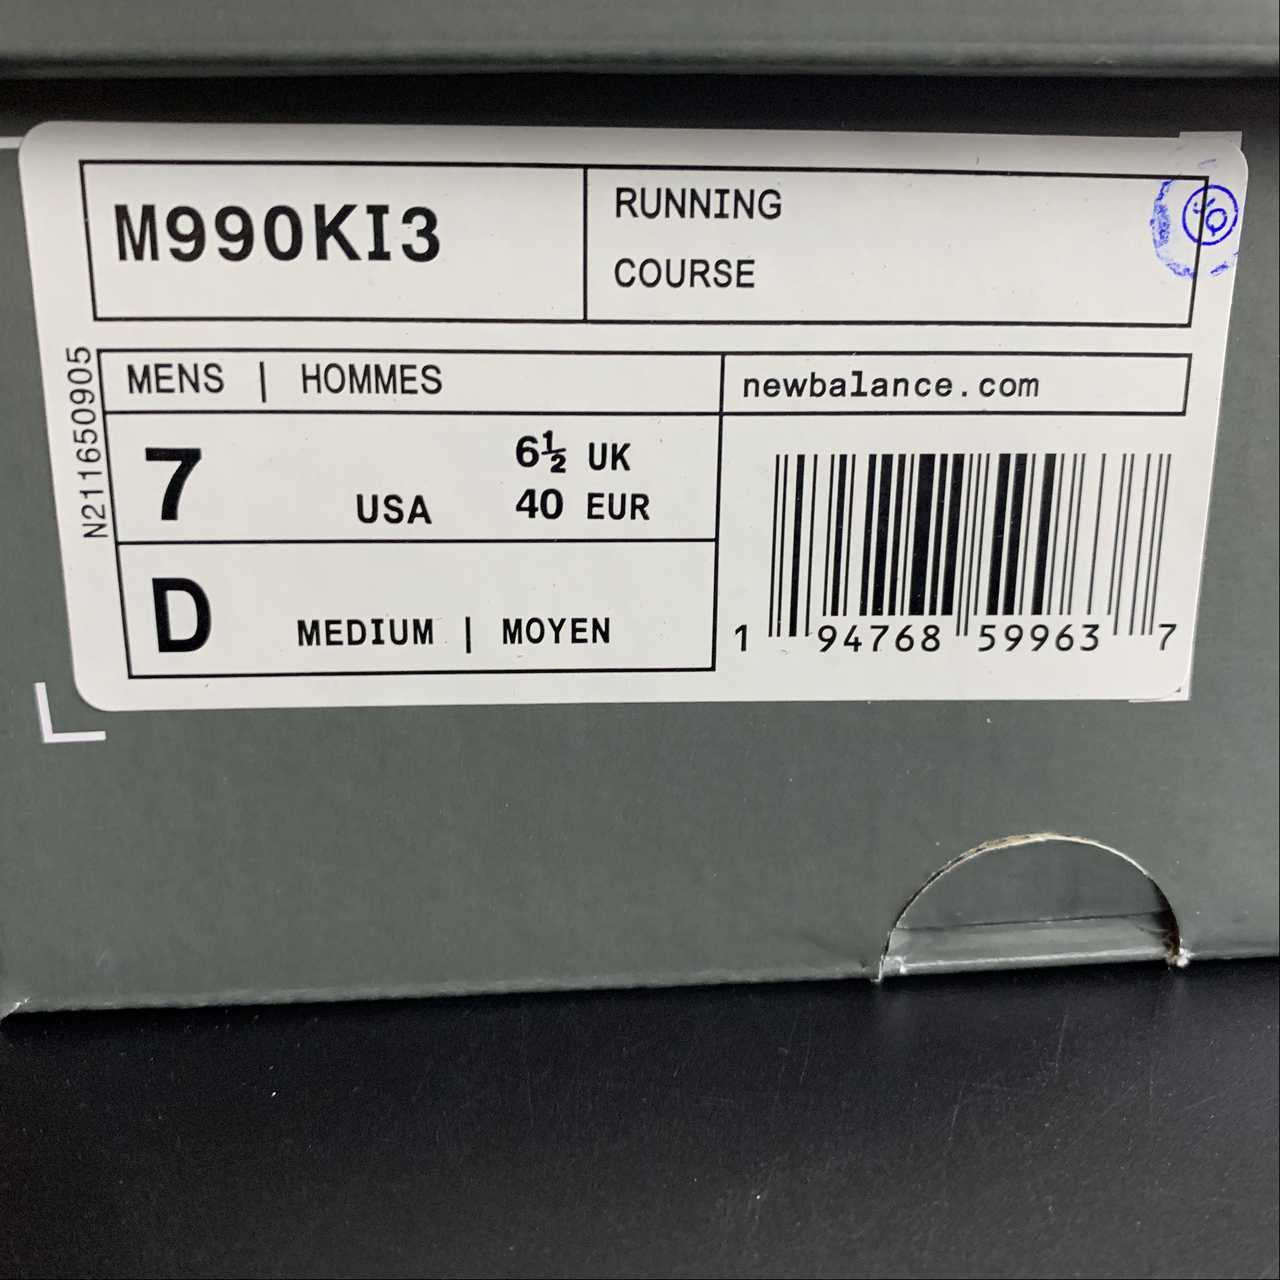 M990KI3
RUNNING
COURSE
N211650905
MENS | HOMMES
newbalance.com
7 USA
6½ UK
40 EUR
D MEDIUM | MOYEN
1 94768 59963 7